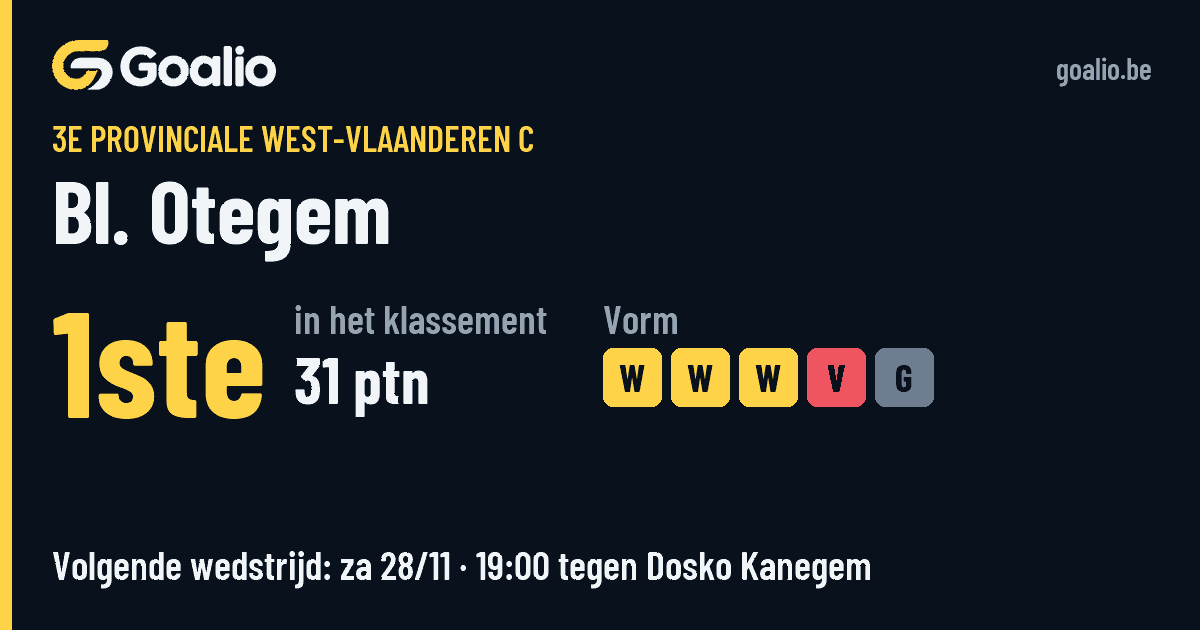 Goalio
goalio.be
3E PROVINCIALE WEST-VLAANDEREN C
Bl. Otegem
1ste
in het klassement
31 ptn
Vorm
W W W V G
Volgende wedstrijd: za 28/11 · 19:00 tegen Dosko Kanegem